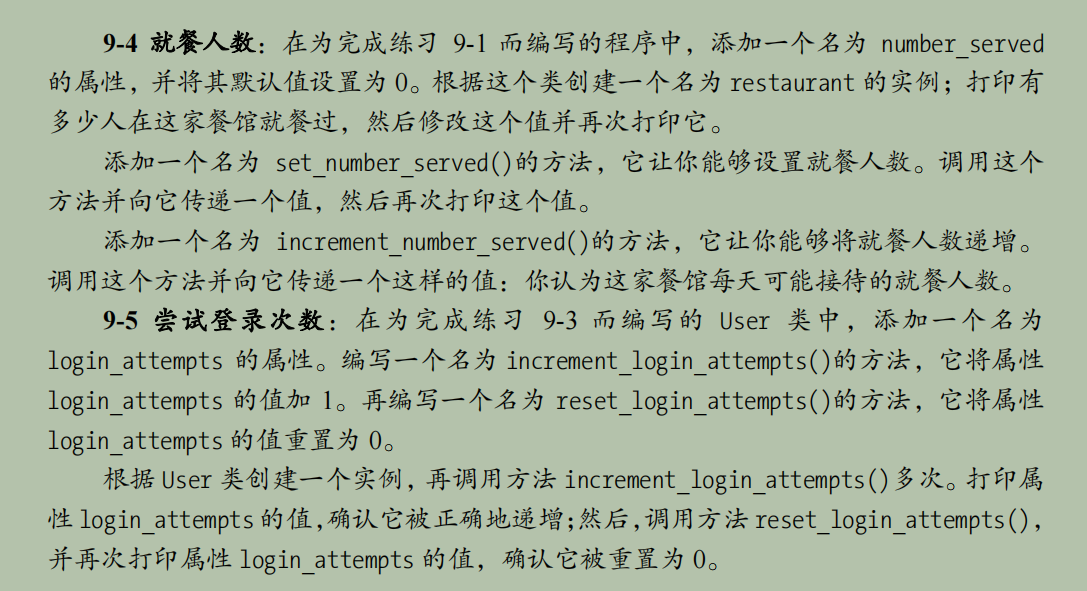 9-4 就餐人数：在为完成练习 9-1 而编写的程序中，添加一个名为 number_served
的属性，并将其默认值设置为 0。根据这个类创建一个名为 restaurant 的实例；打印有
多少人在这家餐馆就餐过，然后修改这个值并再次打印它。
添加一个名为 set_number_served()的方法，它让你能够设置就餐人数。调用这个
方法并向它传递一个值，然后再次打印这个值。
添加一个名为 increment_number_served()的方法，它让你能够将就餐人数递增。
调用这个方法并向它传递一个这样的值：你认为这家餐馆每天可能接待的就餐人数。
9-5 尝试登录次数：在为完成练习 9-3 而编写的 User 类中，添加一个名为
login_attempts 的属性。编写一个名为 increment_login_attempts()的方法，它将属性
login_attempts 的值加 1。再编写一个名为 reset_login_attempts()的方法，它将属性
login_attempts 的值重置为 0。
根据 User 类创建一个实例，再调用方法 increment_login_attempts()多次。打印属
性 login_attempts 的值，确认它被正确地递增；然后，调用方法 reset_login_attempts()，
并再次打印属性 login_attempts 的值，确认它被重置为 0。